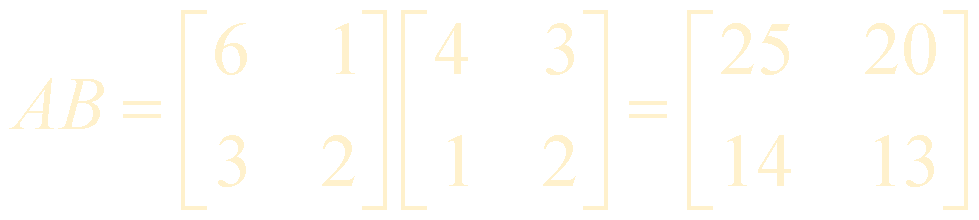 AB = [6 1; 3 2] [4 3; 1 2] = [25 20; 14 13]